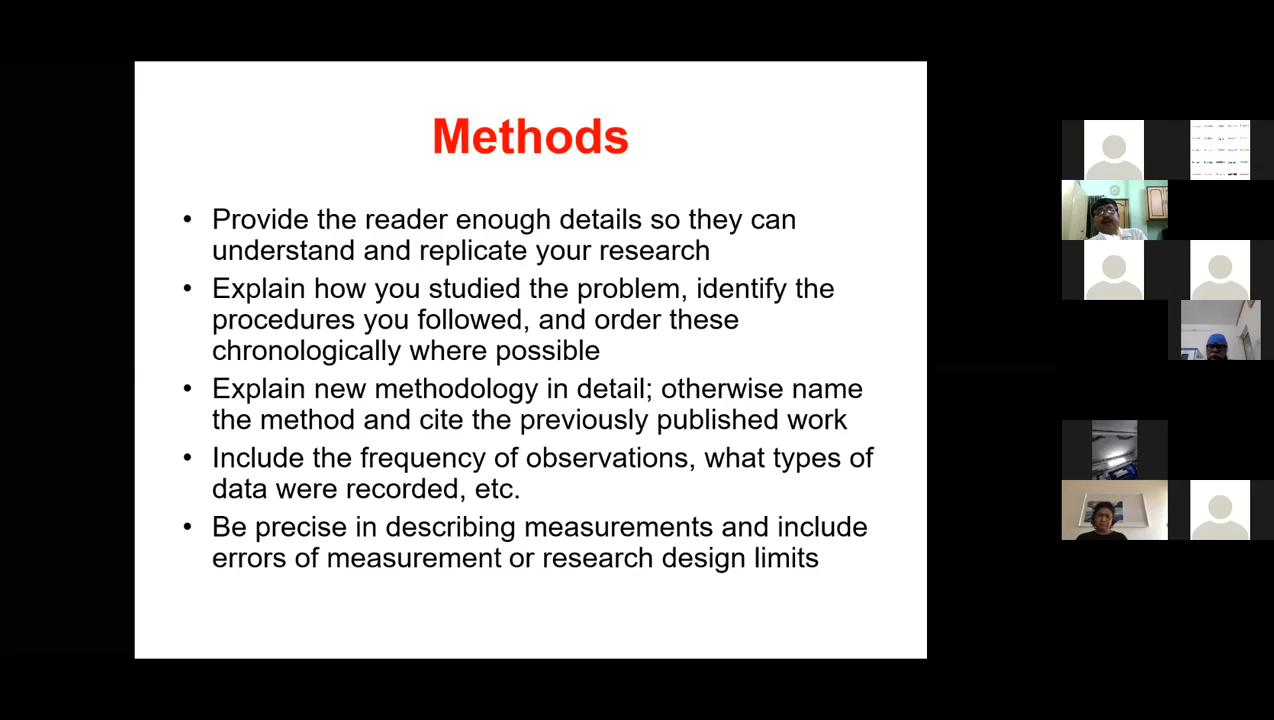 Methods
• Provide the reader enough details so they can
understand and replicate your research
• Explain how you studied the problem, identify the
procedures you followed, and order these
chronologically where possible
• Explain new methodology in detail; otherwise name
the method and cite the previously published work
• Include the frequency of observations, what types of
data were recorded, etc.
• Be precise in describing measurements and include
errors of measurement or research design limits